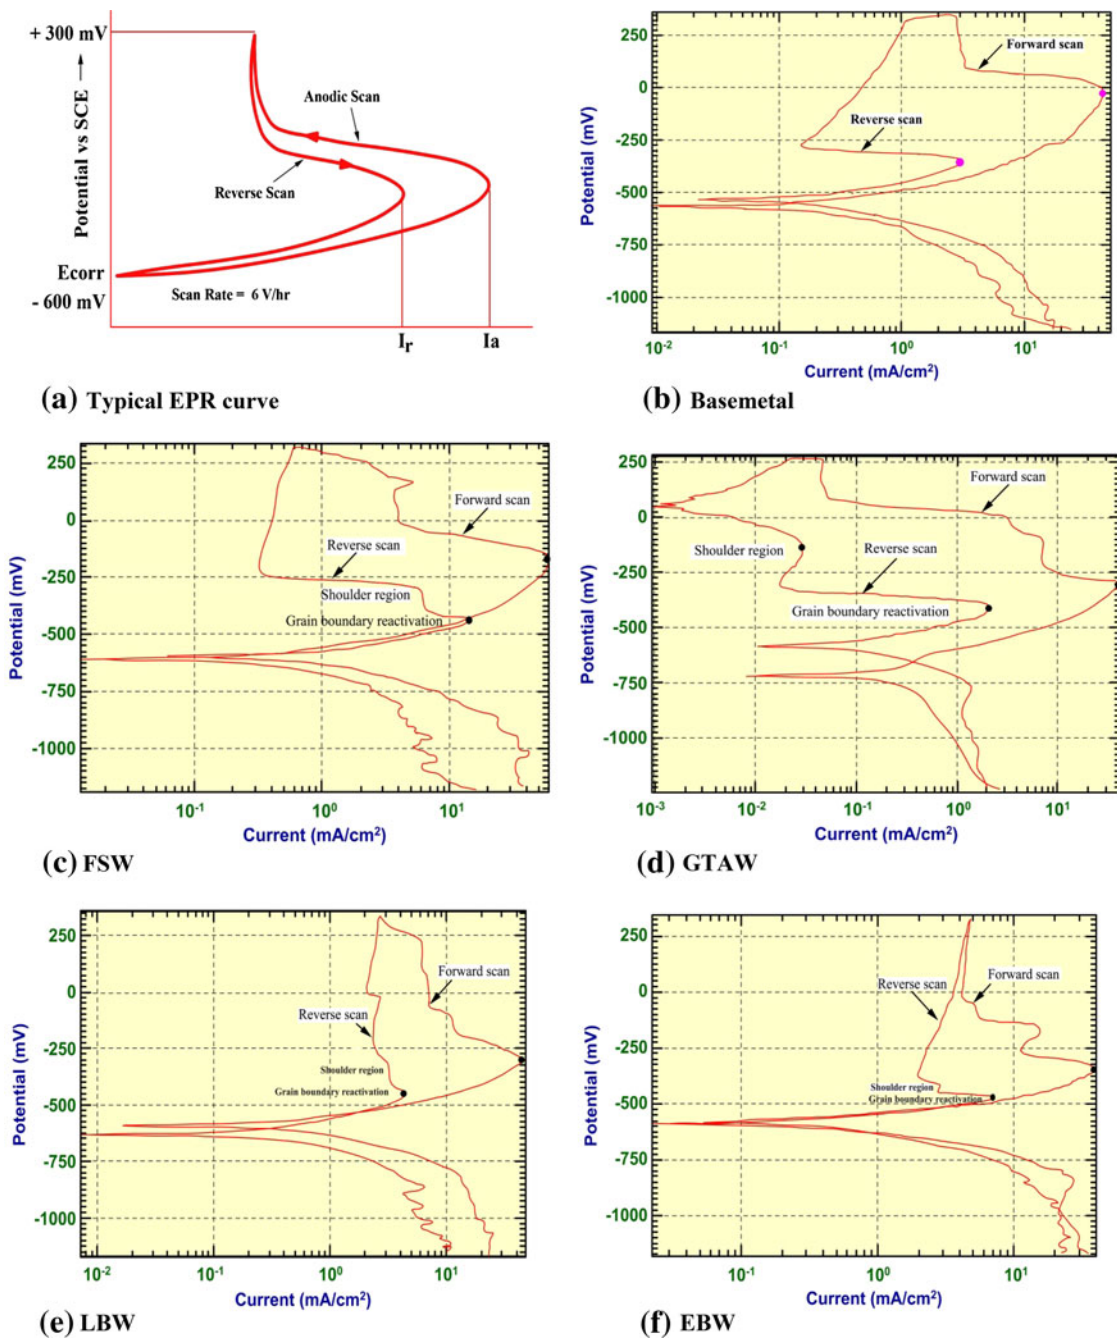 + 300 mV
Potential vs SCE
Anodic Scan
Reverse Scan
Ecorr
- 600 mV
Scan Rate = 6 V/hr
Ir
Ia
(a) Typical EPR curve
250
0
-250
-500
-750
-1000
Potential (mV)
Forward scan
Reverse scan
10-2
10-1
100
101
Current (mA/cm2)
(b) Basemetal
250
0
-250
-500
-750
-1000
Potential (mV)
Forward scan
Reverse scan
Shoulder region
Grain boundary reactivation
10-1
100
101
Current (mA/cm2)
(c) FSW
250
0
-250
-500
-750
-1000
Potential (mV)
Forward scan
Shoulder region
Reverse scan
Grain boundary reactivation
10-3
10-2
10-1
100
101
Current (mA/cm2)
(d) GTAW
250
0
-250
-500
-750
-1000
Potential (mV)
Forward scan
Reverse scan
Shoulder region
Grain boundary reactivation
10-2
10-1
100
101
Current (mA/cm2)
(e) LBW
250
0
-250
-500
-750
-1000
Potential (mV)
Reverse scan
Forward scan
Shoulder region
Grain boundary reactivation
10-1
100
101
Current (mA/cm2)
(f) EBW